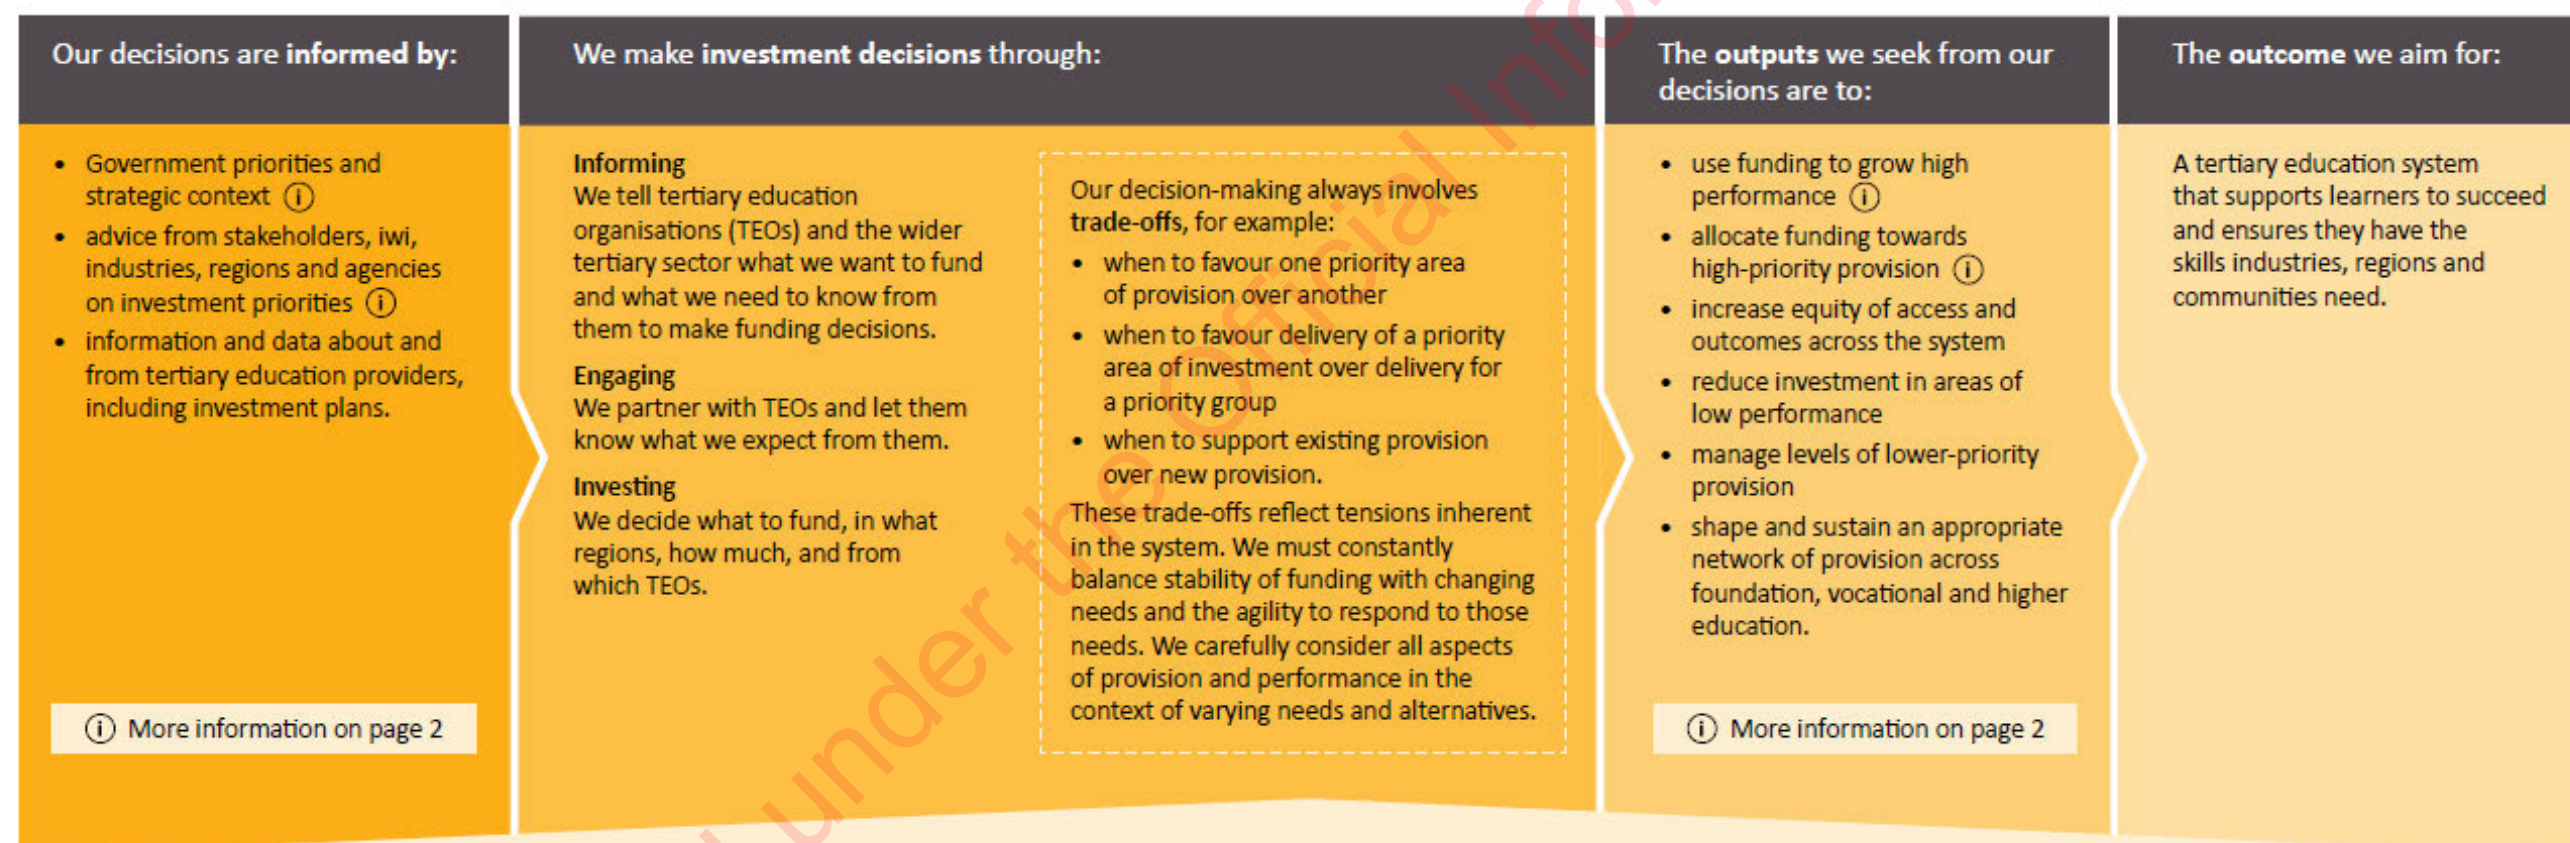 Our decisions are informed by:
• Government priorities and
strategic context ⓘ
• advice from stakeholders, iwi,
industries, regions and agencies
on investment priorities ⓘ
• information and data about and
from tertiary education providers,
including investment plans.
ⓘ More information on page 2
We make investment decisions through:
Informing
We tell tertiary education
organisations (TEOs) and the wider
tertiary sector what we want to fund
and what we need to know from
them to make funding decisions.
Engaging
We partner with TEOs and let them
know what we expect from them.
Investing
We decide what to fund, in what
regions, how much, and from
which TEOs.
Our decision-making always involves
trade-offs, for example:
• when to favour one priority area
of provision over another
• when to favour delivery of a priority
area of investment over delivery for
a priority group
• when to support existing provision
over new provision.
These trade-offs reflect tensions inherent
in the system. We must constantly
balance stability of funding with changing
needs and the agility to respond to those
needs. We carefully consider all aspects
of provision and performance in the
context of varying needs and alternatives.
The outputs we seek from our
decisions are to:
• use funding to grow high
performance ⓘ
• allocate funding towards
high-priority provision ⓘ
• increase equity of access and
outcomes across the system
• reduce investment in areas of
low performance
• manage levels of lower-priority
provision
• shape and sustain an appropriate
network of provision across
foundation, vocational and higher
education.
ⓘ More information on page 2
The outcome we aim for:
A tertiary education system
that supports learners to succeed
and ensures they have the
skills industries, regions and
communities need.
under the Official Info